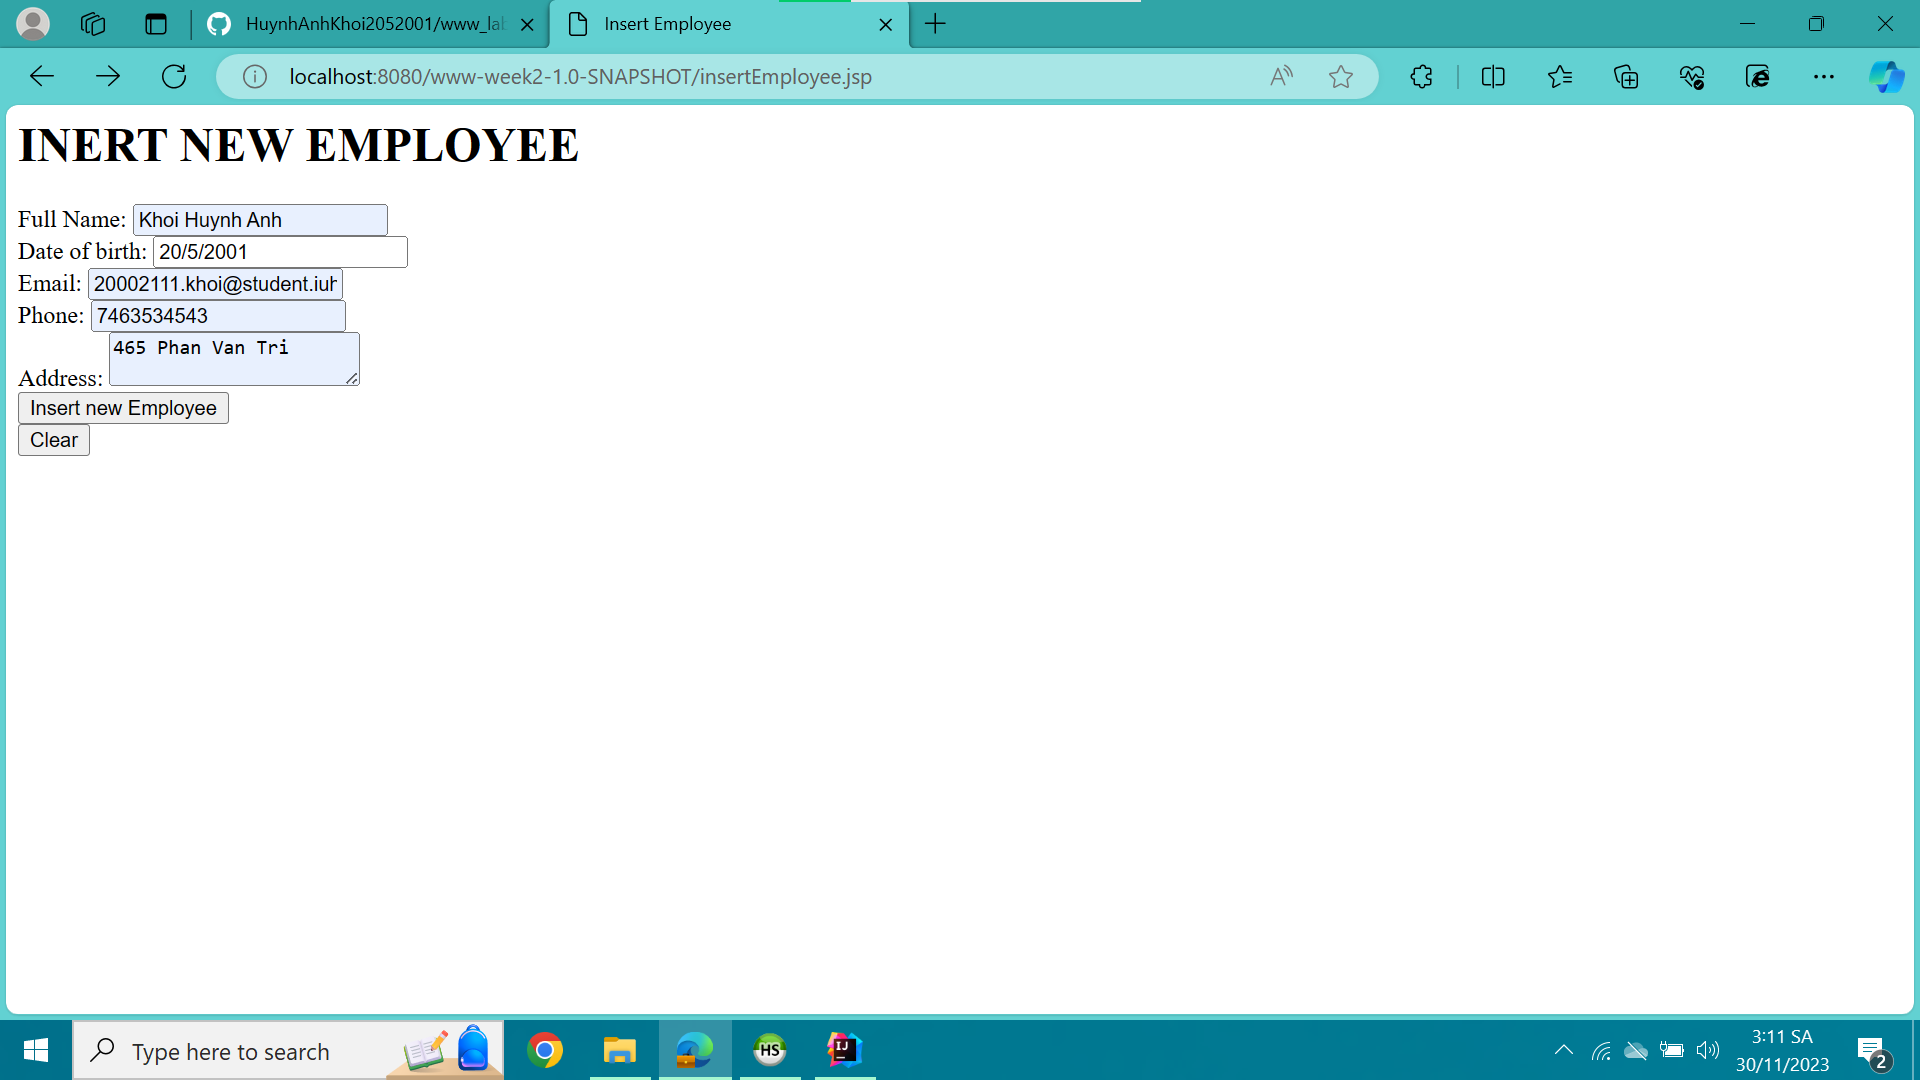 HuynhAnhKhoi2052001/www_lab
Insert Employee
localhost:8080/www-week2-1.0-SNAPSHOT/insertEmployee.jsp
INERT NEW EMPLOYEE
Full Name: Khoi Huynh Anh
Date of birth: 20/5/2001
Email: 20002111.khoi@student.iuh
Phone: 7463534543
Address: 465 Phan Van Tri
Insert new Employee
Clear
Type here to search
HS
IJ
3:11 SA
30/11/2023
2